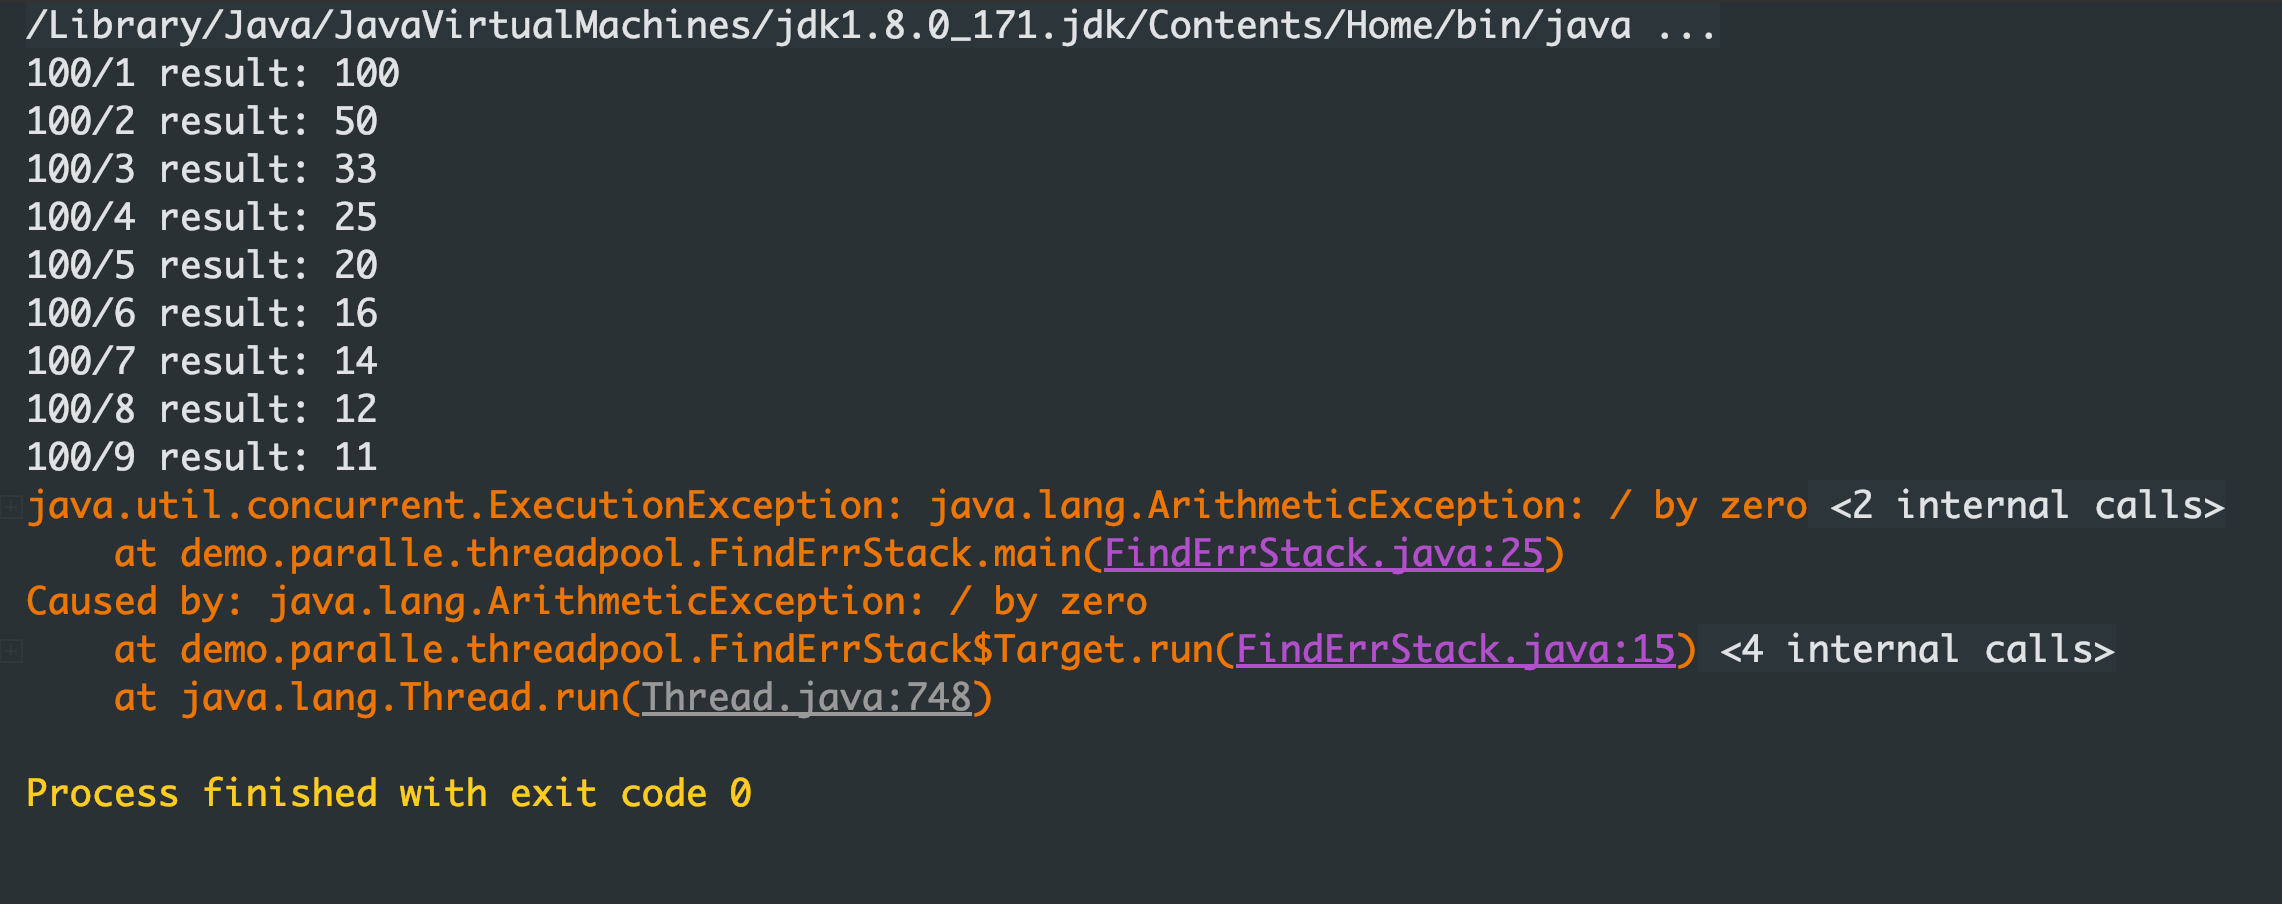 /Library/Java/JavaVirtualMachines/jdk1.8.0_171.jdk/Contents/Home/bin/java ...
100/1 result: 100
100/2 result: 50
100/3 result: 33
100/4 result: 25
100/5 result: 20
100/6 result: 16
100/7 result: 14
100/8 result: 12
100/9 result: 11
java.util.concurrent.ExecutionException: java.lang.ArithmeticException: / by zero <2 internal calls>
    at demo.paralle.threadpool.FindErrStack.main(FindErrStack.java:25)
Caused by: java.lang.ArithmeticException: / by zero
    at demo.paralle.threadpool.FindErrStack$Target.run(FindErrStack.java:15) <4 internal calls>
    at java.lang.Thread.run(Thread.java:748)
Process finished with exit code 0